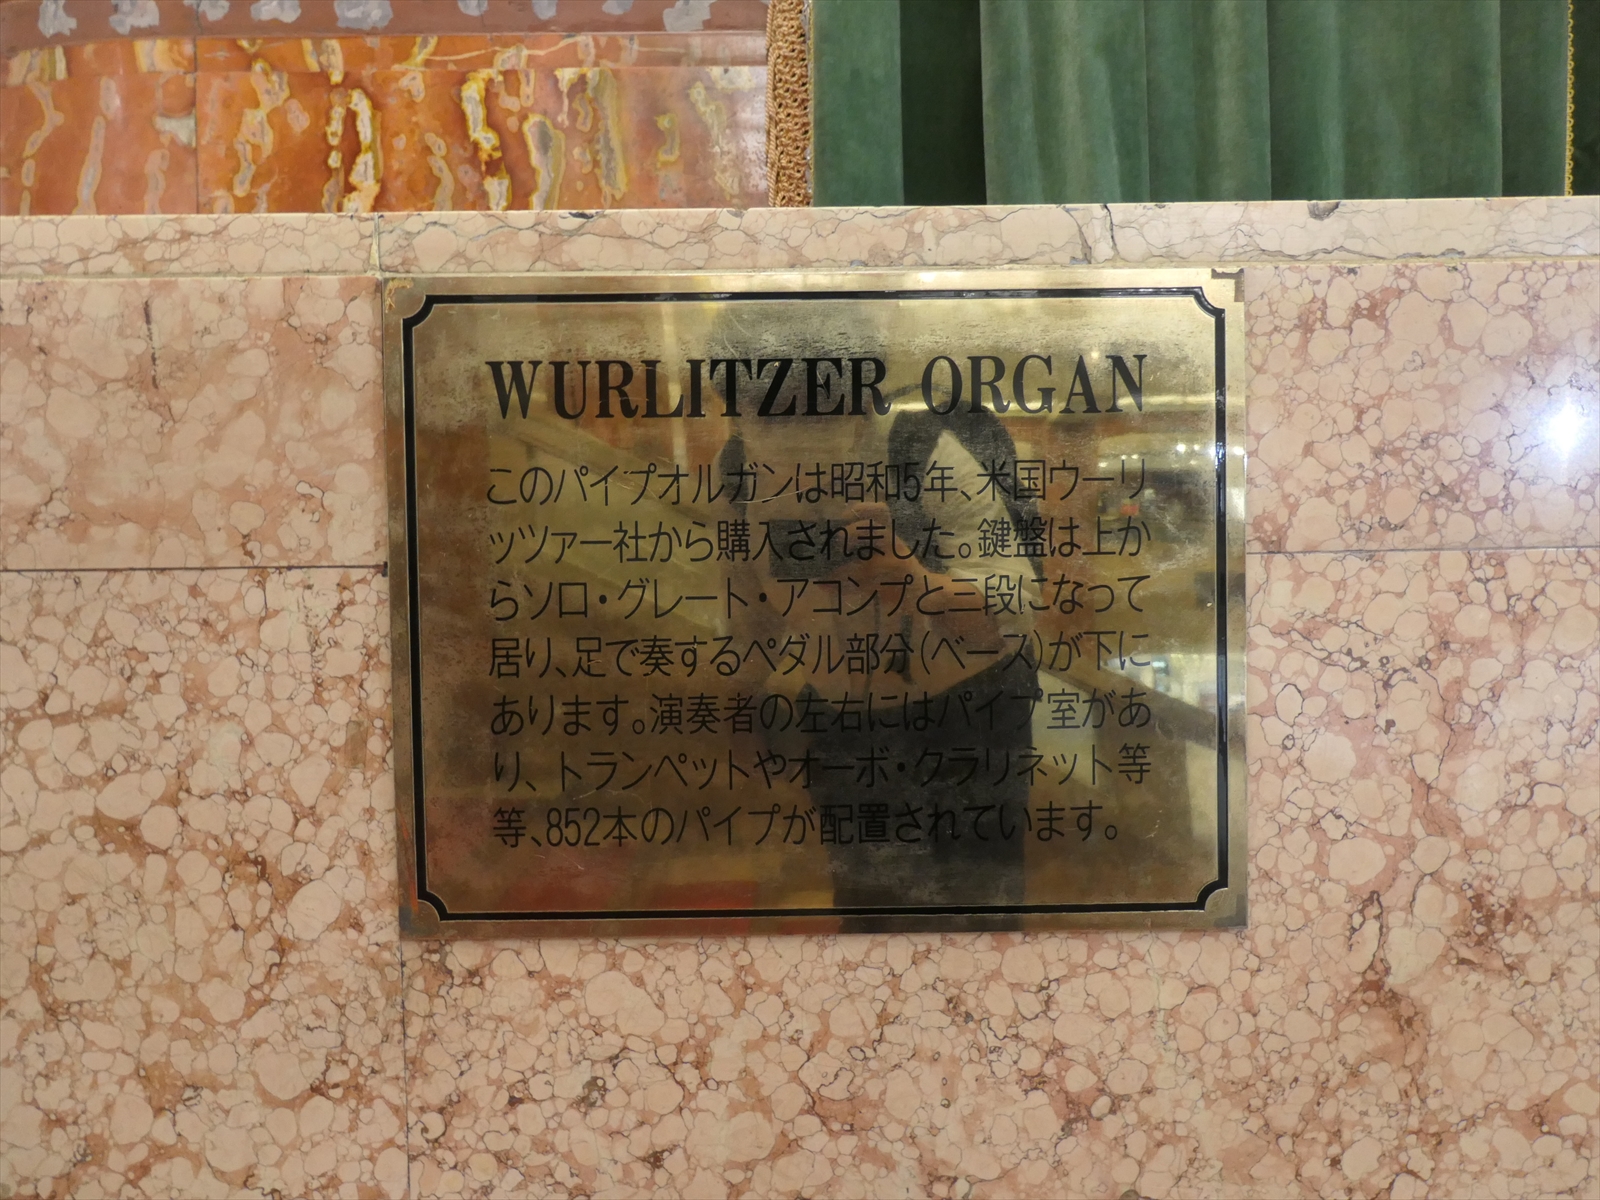 WURLITZER ORGAN
このパイプオルガンは昭和5年、米国ウーリ
ッツァー社から購入されました。鍵盤は上か
らソロ・グレート・アコンプと三段になって
居り、足で奏するペダル部分(ベース)が下に
あります。演奏者の左右にはパイプ室があ
り、トランペットやオーボ・クラリネット等
等、852本のパイプが配置されています。